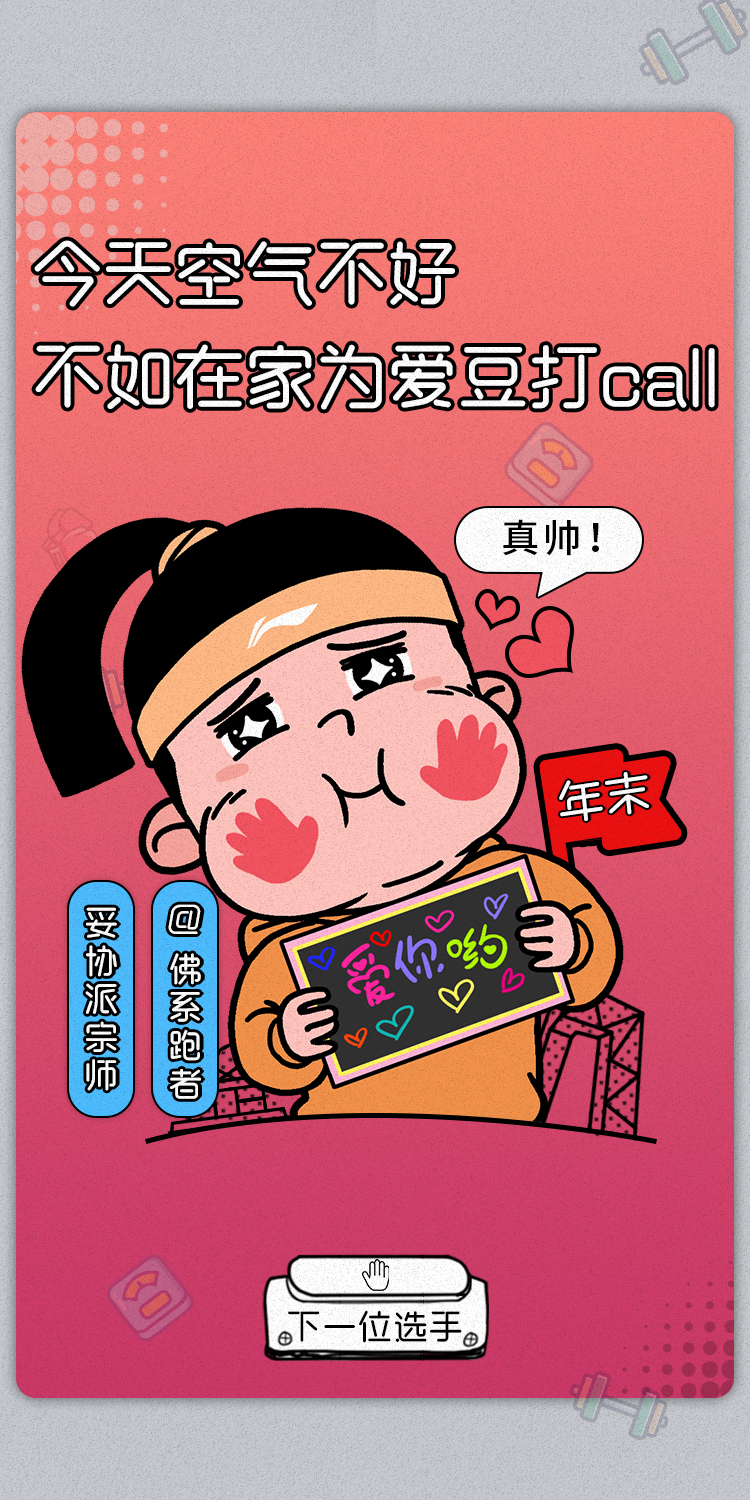 今天空气不好
不如在家为爱豆打call
真帅!
年末
爱你哟
@佛系跑者
妥协派宗师
下一位选手